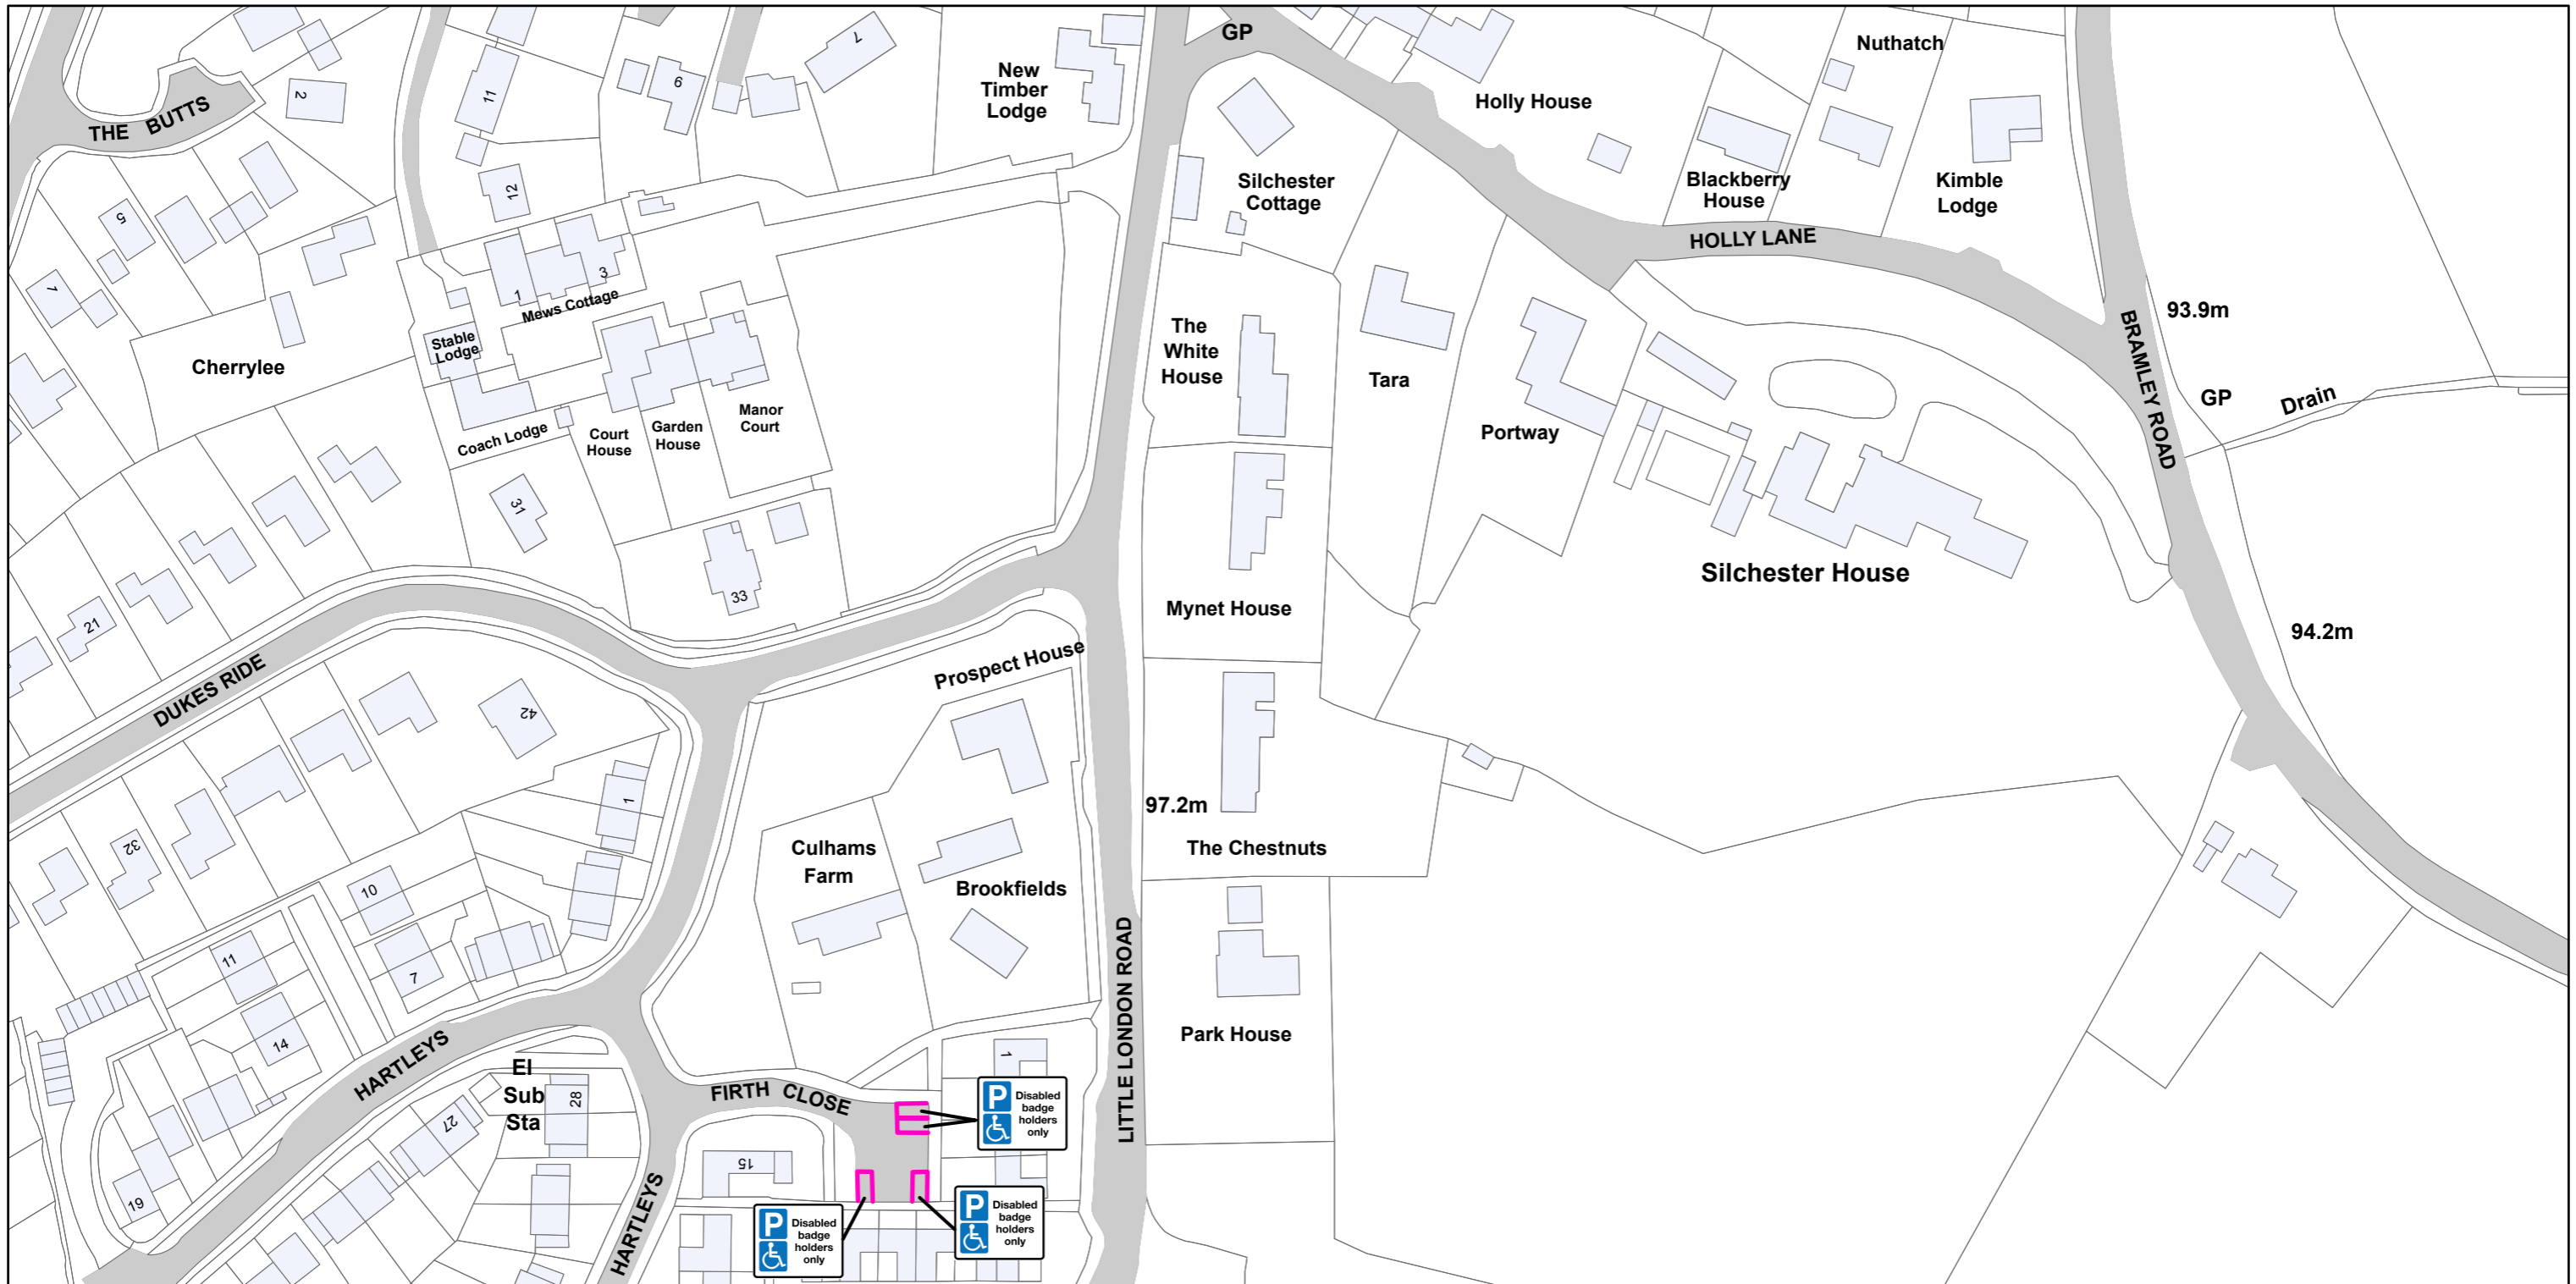 GP
Nuthatch
7
2
6
11
New
Timber
Lodge
Holly House
THE BUTTS
12
5
Silchester
Cottage
Blackberry
House
Kimble
Lodge
HOLLY LANE
3
1
Mews Cottage
7
93.9m
Stable
Lodge
The
White
House
Cherrylee
Tara
BRAMLEY ROAD
GP
Drain
Manor
Court
Garden
House
Court
House
Coach Lodge
Portway
31
Silchester House
33
Mynet House
21
94.2m
DUKES RIDE
Prospect House
42
1
97.2m
32
Culhams
Farm
The Chestnuts
10
Brookfields
11
7
LITTLE LONDON ROAD
Park House
14
HARTLEYS
El
Sub
Sta
28
27
1
FIRTH CLOSE
P
Disabled
badge
holders
only
15
19
HARTLEYS
P
Disabled
badge
holders
only
P
Disabled
badge
holders
only